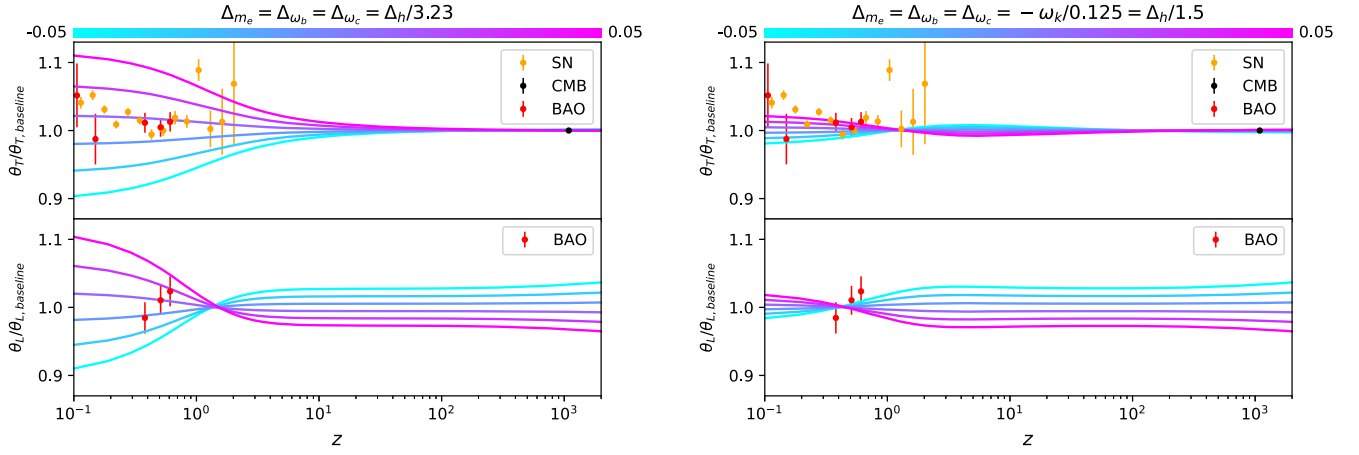 Δ_{m_e} = Δ_{ω_b} = Δ_{ω_c} = Δ_h/3.23
-0.05 0.05
1.1
1.0
0.9
θ_T/θ_{T, baseline}
SN
CMB
BAO
1.1
1.0
0.9
θ_L/θ_{L, baseline}
BAO
10^{-1} 10^0 10^1 10^2 10^3
z
Δ_{m_e} = Δ_{ω_b} = Δ_{ω_c} = −ω_k/0.125 = Δ_h/1.5
-0.05 0.05
1.1
1.0
0.9
θ_T/θ_{T, baseline}
SN
CMB
BAO
1.1
1.0
0.9
θ_L/θ_{L, baseline}
BAO
10^{-1} 10^0 10^1 10^2 10^3
z